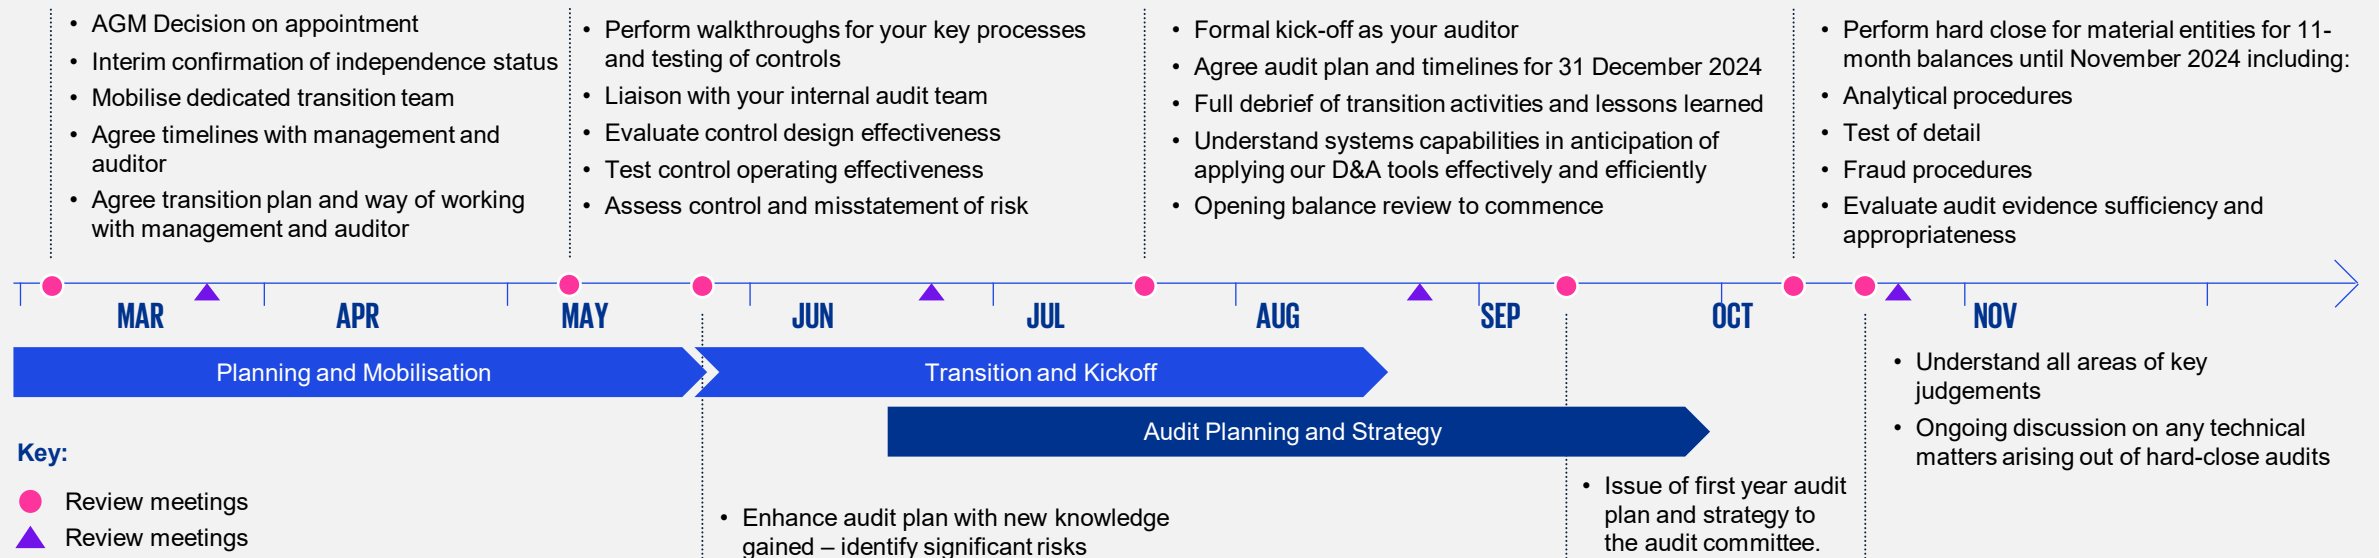 • AGM Decision on appointment
• Interim confirmation of independence status
• Mobilise dedicated transition team
• Agree timelines with management and
auditor
• Agree transition plan and way of working
with management and auditor
• Perform walkthroughs for your key processes
and testing of controls
• Liaison with your internal audit team
• Evaluate control design effectiveness
• Test control operating effectiveness
• Assess control and misstatement of risk
• Formal kick-off as your auditor
• Agree audit plan and timelines for 31 December 2024
• Full debrief of transition activities and lessons learned
• Understand systems capabilities in anticipation of
applying our D&A tools effectively and efficiently
• Opening balance review to commence
• Perform hard close for material entities for 11-
month balances until November 2024 including:
• Analytical procedures
• Test of detail
• Fraud procedures
• Evaluate audit evidence sufficiency and
appropriateness
MAR APR MAY JUN JUL AUG SEP OCT NOV
Planning and Mobilisation
Transition and Kickoff
Audit Planning and Strategy
Key:
Review meetings
Review meetings
• Enhance audit plan with new knowledge
gained – identify significant risks
• Issue of first year audit
plan and strategy to
the audit committee.
• Understand all areas of key
judgements
• Ongoing discussion on any technical
matters arising out of hard-close audits